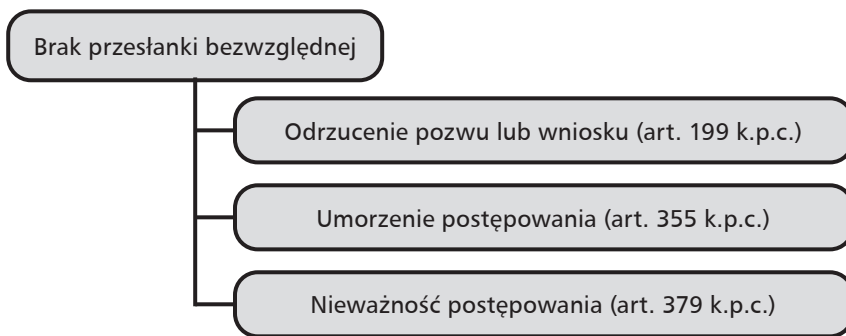 Brak przesłanki bezwzględnej
Odrzucenie pozwu lub wniosku (art. 199 k.p.c.)
Umorzenie postępowania (art. 355 k.p.c.)
Nieważność postępowania (art. 379 k.p.c.)